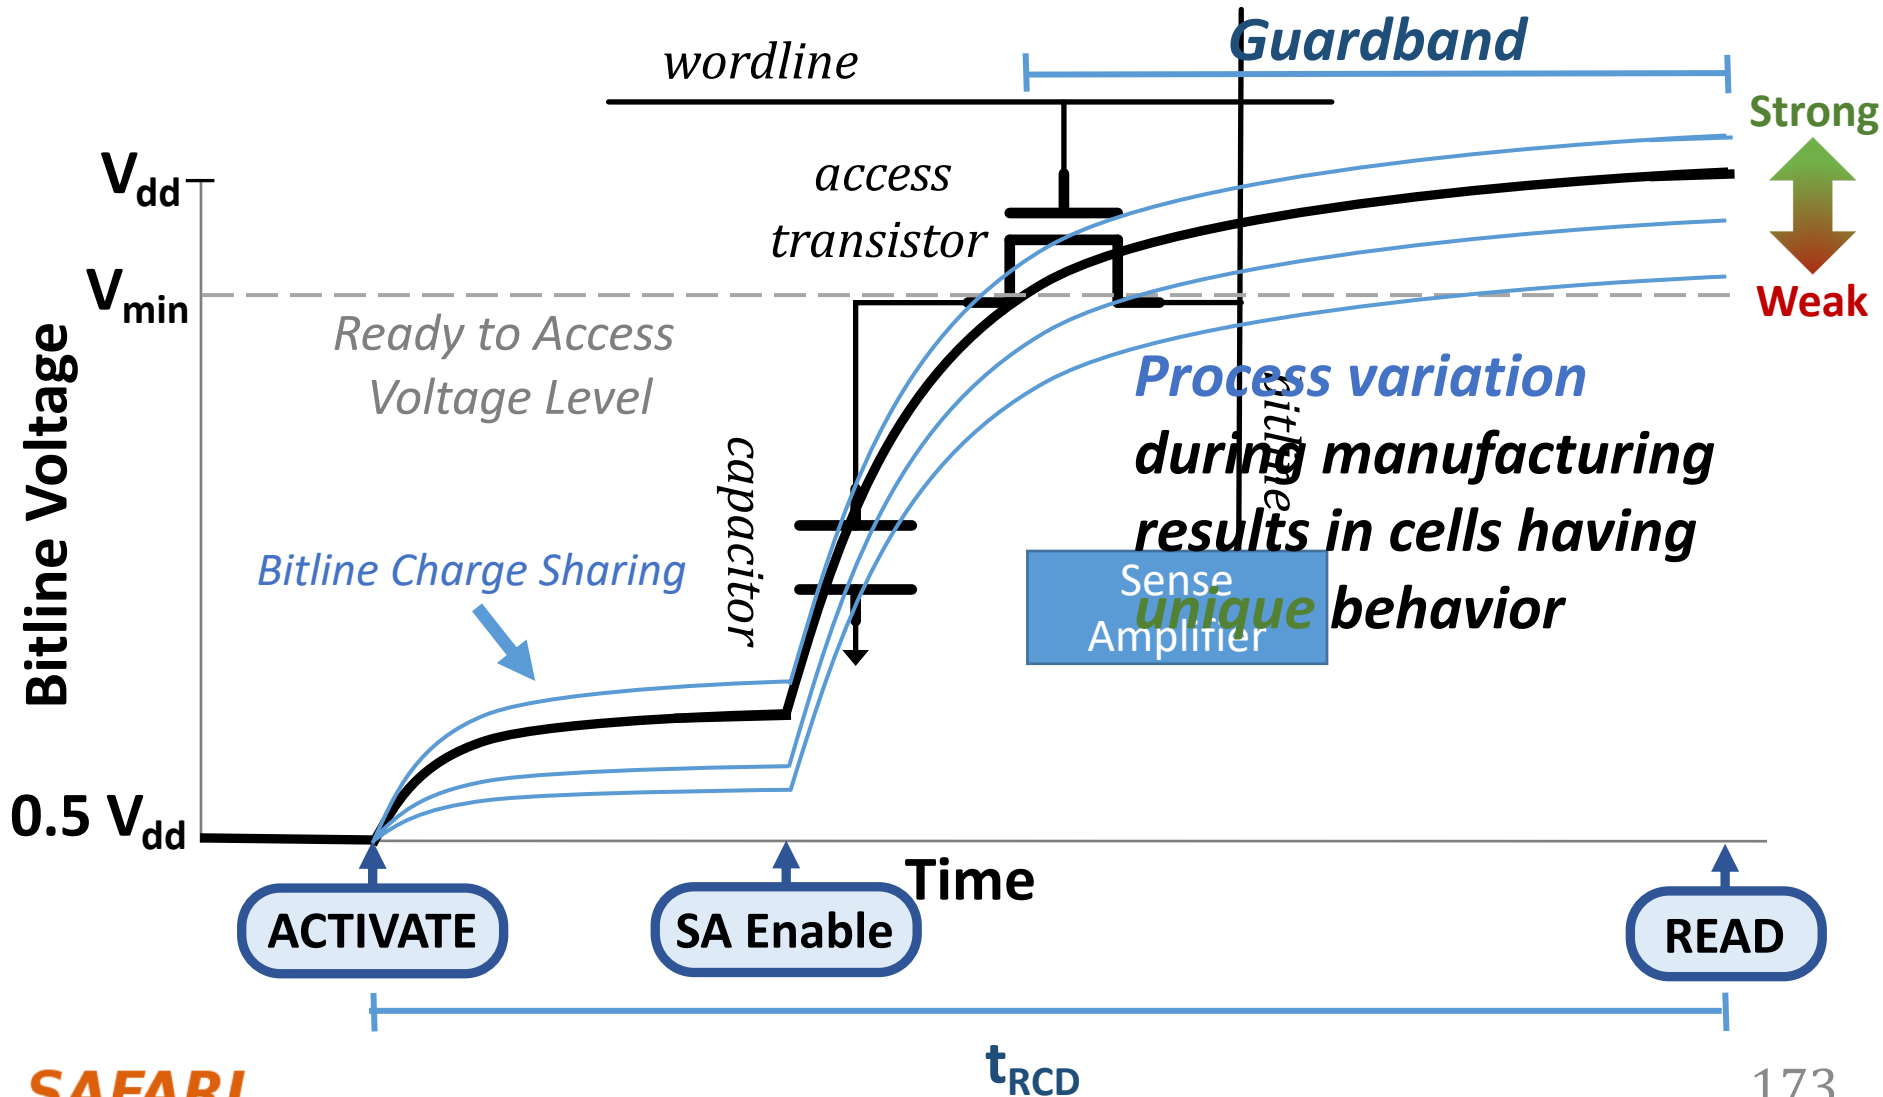 Guardband
wordline
Strong
access
transistor
Vdd
Vmin
Weak
Ready to Access
Voltage Level
Process variation
during manufacturing
results in cells having
unique behavior
bitline
capacitor
Bitline Voltage
Bitline Charge Sharing
Sense
Amplifier
0.5 Vdd
Time
ACTIVATE
SA Enable
READ
tRCD
SAFARI
173